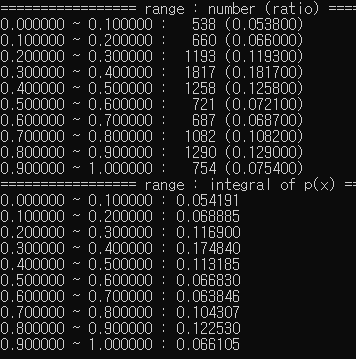 ================= range : number (ratio) ====
0.000000 ~ 0.100000 :   538 (0.053800)
0.100000 ~ 0.200000 :   660 (0.066000)
0.200000 ~ 0.300000 :  1193 (0.119300)
0.300000 ~ 0.400000 :  1817 (0.181700)
0.400000 ~ 0.500000 :  1258 (0.125800)
0.500000 ~ 0.600000 :   721 (0.072100)
0.600000 ~ 0.700000 :   687 (0.068700)
0.700000 ~ 0.800000 :  1082 (0.108200)
0.800000 ~ 0.900000 :  1290 (0.129000)
0.900000 ~ 1.000000 :   754 (0.075400)
================= range : integral of p(x) ==
0.000000 ~ 0.100000 : 0.054191
0.100000 ~ 0.200000 : 0.068885
0.200000 ~ 0.300000 : 0.116900
0.300000 ~ 0.400000 : 0.174840
0.400000 ~ 0.500000 : 0.113185
0.500000 ~ 0.600000 : 0.066830
0.600000 ~ 0.700000 : 0.063846
0.700000 ~ 0.800000 : 0.104307
0.800000 ~ 0.900000 : 0.122530
0.900000 ~ 1.000000 : 0.066105